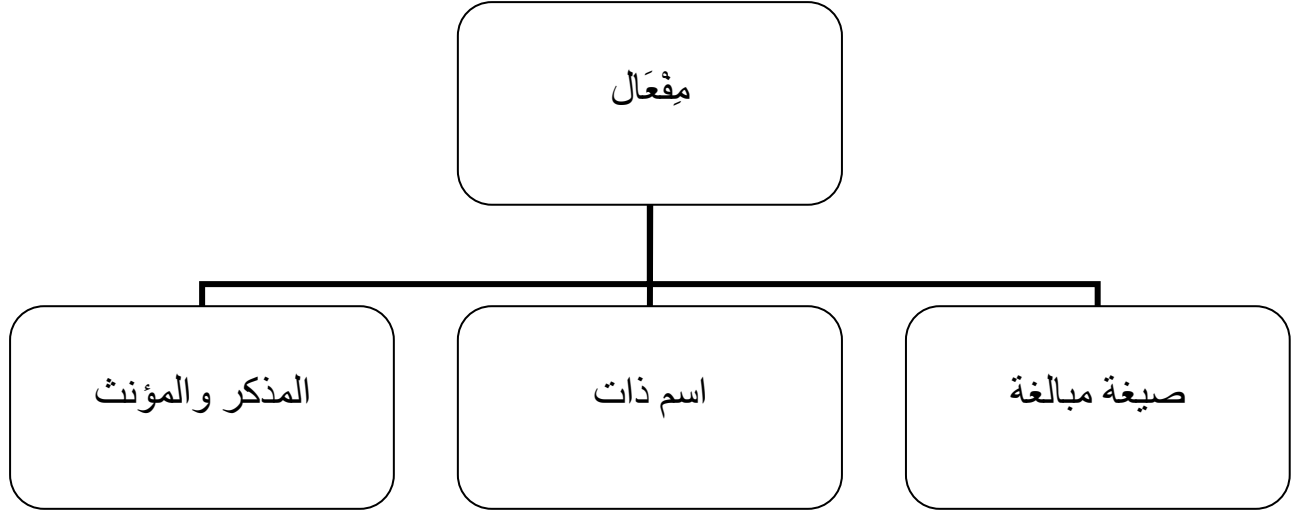 مِفْعَال
صيغة مبالغة
اسم ذات
المذكر والمؤنث